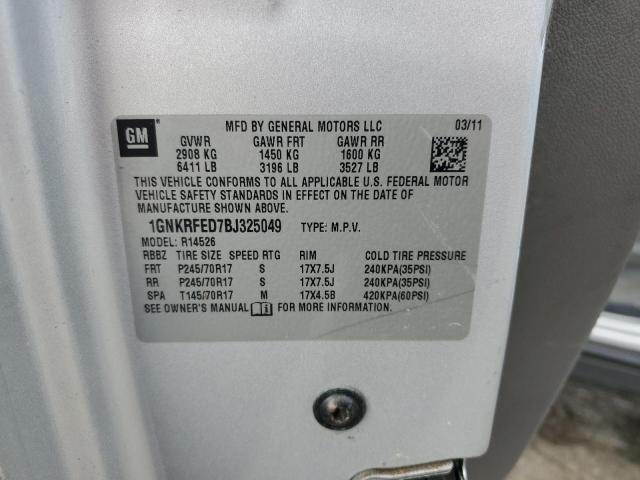 GM
MFD BY GENERAL MOTORS LLC 03/11
GVWR GAWR FRT GAWR RR
2908 KG 1450 KG 1600 KG
6411 LB 3196 LB 3527 LB
THIS VEHICLE CONFORMS TO ALL APPLICABLE U.S. FEDERAL MOTOR
VEHICLE SAFETY STANDARDS IN EFFECT ON THE DATE OF
MANUFACTURE SHOWN ABOVE.
1GNKRFED7BJ325049 TYPE: M.P.V.
MODEL: R14526
RBBZ TIRE SIZE SPEED RTG RIM COLD TIRE PRESSURE
FRT P245/70R17 S 17X7.5J 240KPA(35PSI)
RR P245/70R17 S 17X7.5J 240KPA(35PSI)
SPA T145/70R17 M 17X4.5B 420KPA(60PSI)
SEE OWNER'S MANUAL FOR MORE INFORMATION.